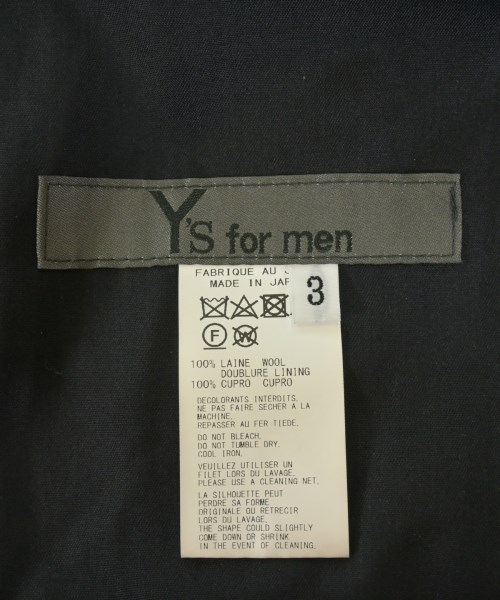 Y's for men
FABRIQUE AU
MADE IN
3
F
W
100% LAINE WOOL
DOUBLURE LINING
100% CUPRO CUPRO
DECOLORANTS INTERDITS.
NE PAS FAIRE SECHER A LA
MACHINE.
REPASSER AU FER TIEDE.
DO NOT BLEACH.
DO NOT TUMBLE DRY.
COOL IRON.
VEUILLEZ UTILISER UN
FILET LORS DU LAVAGE.
PLEASE USE A CLEANING NET.
LA SILHOUETTE PEUT
PERDRE SA FORME
ORIGINALE OU RETRECIR
LORS DU LAVAGE.
THE SHAPE COULD SLIGHTLY
COME DOWN OR SHRINK
IN THE EVENT OF CLEANING.